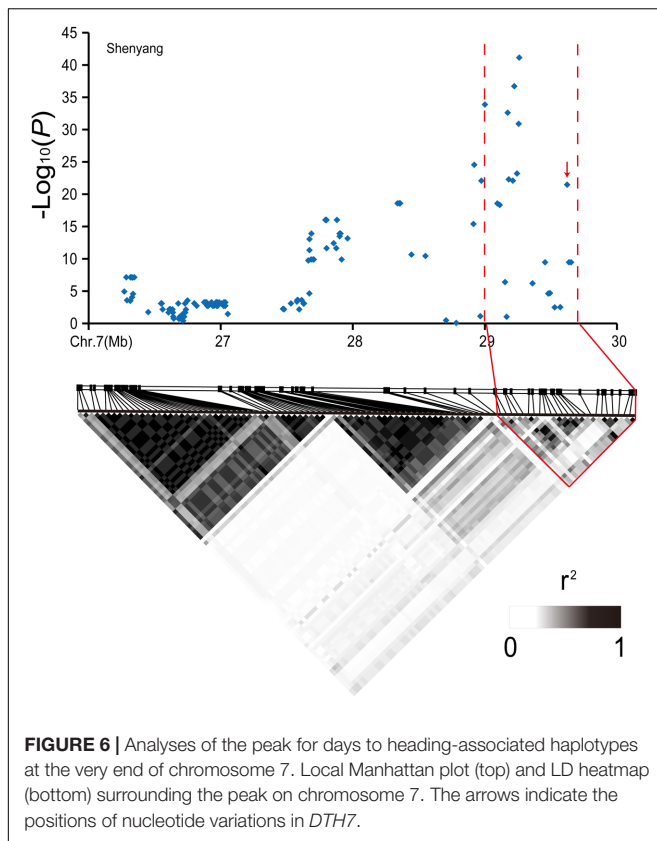 Shenyang
45
40
35
30
25
20
15
10
5
0
-Log10(P)
Chr.7(Mb) 27 28 29 30
r²
0 1
FIGURE 6 | Analyses of the peak for days to heading-associated haplotypes
at the very end of chromosome 7. Local Manhattan plot (top) and LD heatmap
(bottom) surrounding the peak on chromosome 7. The arrows indicate the
positions of nucleotide variations in DTH7.